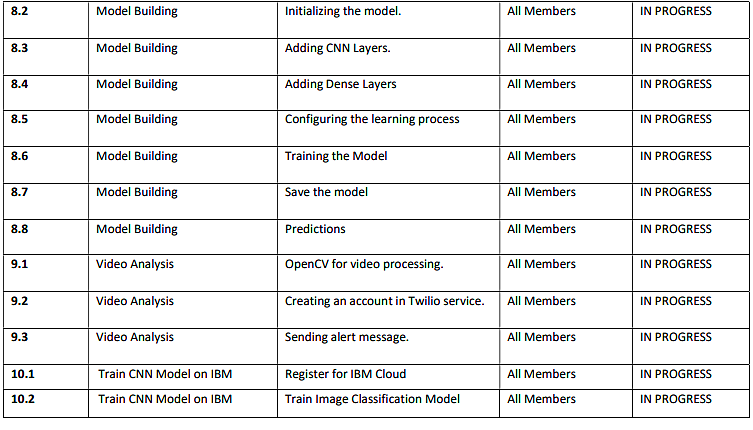 8.2 Model Building Initializing the model. All Members IN PROGRESS
8.3 Model Building Adding CNN Layers. All Members IN PROGRESS
8.4 Model Building Adding Dense Layers All Members IN PROGRESS
8.5 Model Building Configuring the learning process All Members IN PROGRESS
8.6 Model Building Training the Model All Members IN PROGRESS
8.7 Model Building Save the model All Members IN PROGRESS
8.8 Model Building Predictions All Members IN PROGRESS
9.1 Video Analysis OpenCV for video processing. All Members IN PROGRESS
9.2 Video Analysis Creating an account in Twilio service. All Members IN PROGRESS
9.3 Video Analysis Sending alert message. All Members IN PROGRESS
10.1 Train CNN Model on IBM Register for IBM Cloud All Members IN PROGRESS
10.2 Train CNN Model on IBM Train Image Classification Model All Members IN PROGRESS